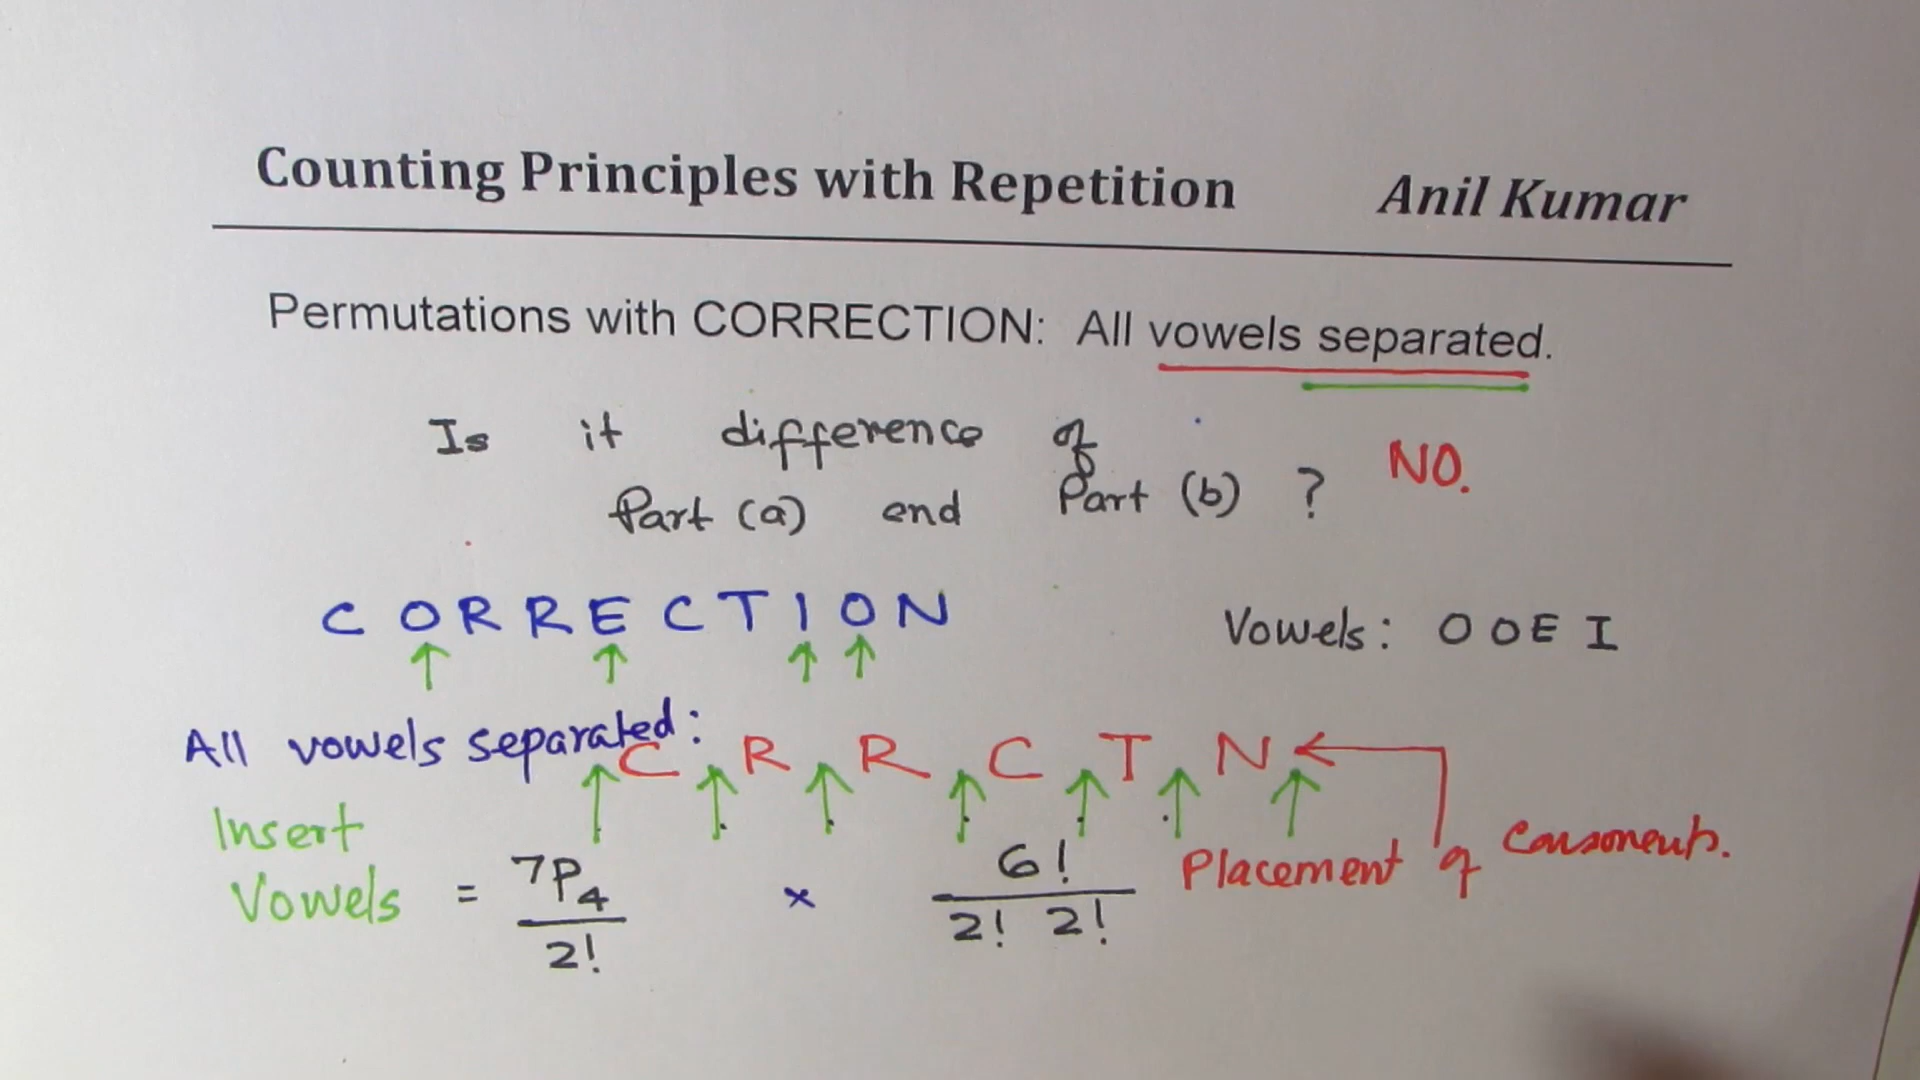 Counting Principles with Repetition Anil Kumar
Permutations with CORRECTION: All vowels separated.
Is it difference of
Part (a) and Part (b) ? NO.
C O R R E C T I O N Vowels: O O E I
All vowels separated: C R R C T N
Insert
Vowels = 7P4 / 2! × 6! / 2! 2! Placement of Consonents.